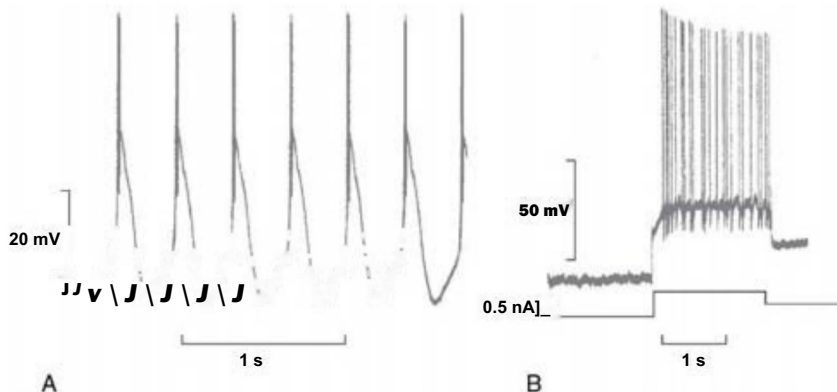 20 mV
J J v \ J \ J \ J \ J
1 s
A
50 mV
0.5 nA]_
1 s
B